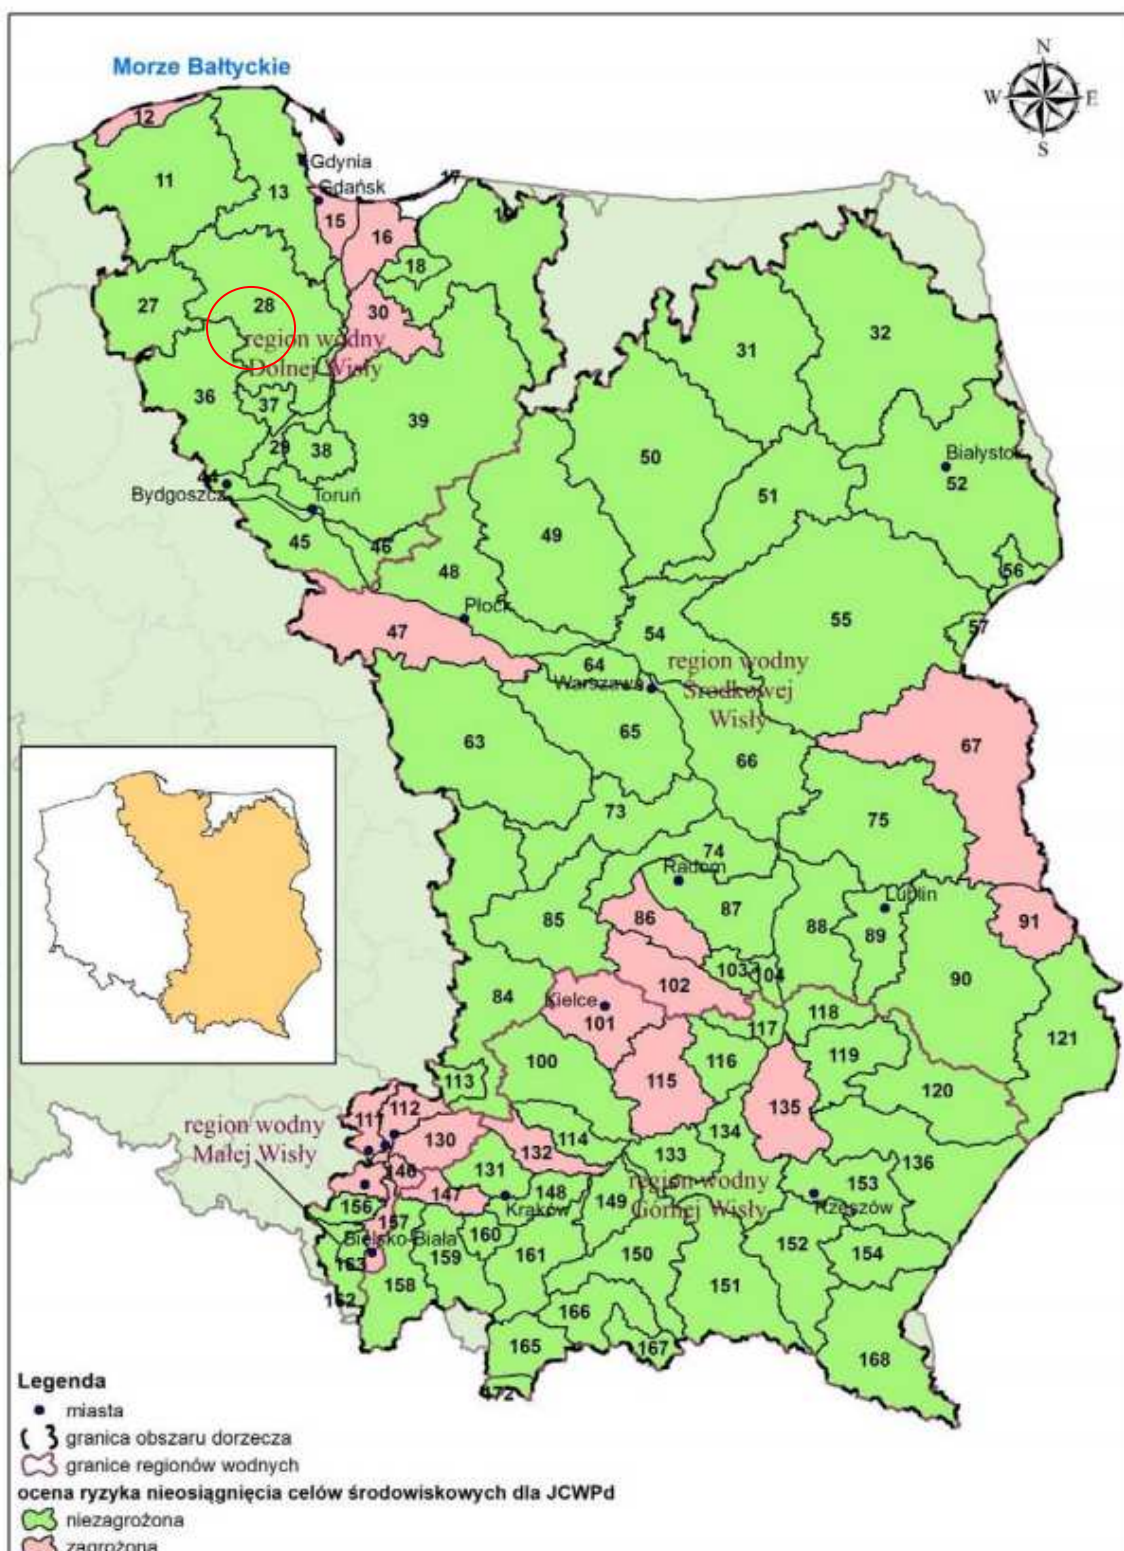 Morze Bałtyckie
N
W E
S
12
14
Gdynia
11
13
Gdańsk
17
15
16
18
27
28
30
31
32
region wodny
Dolnej Wisły
36
37
39
29
38
50
Białystok
52
51
44
Bydgoszcz
Toruń
45
46
49
48
56
Płock
47
54
55
57
64
region wodny
Środkowej
Wisły
Warszawa
63
65
66
67
73
75
74
Radom
85
86
87
88
Lublin
89
91
90
103
104
102
84
Kielce
101
118
117
121
100
116
119
113
115
120
112
111
135
region wodny
Małej Wisły
130
132
114
134
133
136
131
146
147
148
149
region wodny
Górnej Wisły
153
Rzeszów
Kraków
156
157
160
Bielsko-Biała
163
159
161
150
152
154
158
151
162
166
165
167
168
172
Legenda
miasta
granica obszaru dorzecza
granice regionów wodnych
ocena ryzyka nieosiągnięcia celów środowiskowych dla JCWPd
niezagrożona
zagrożona